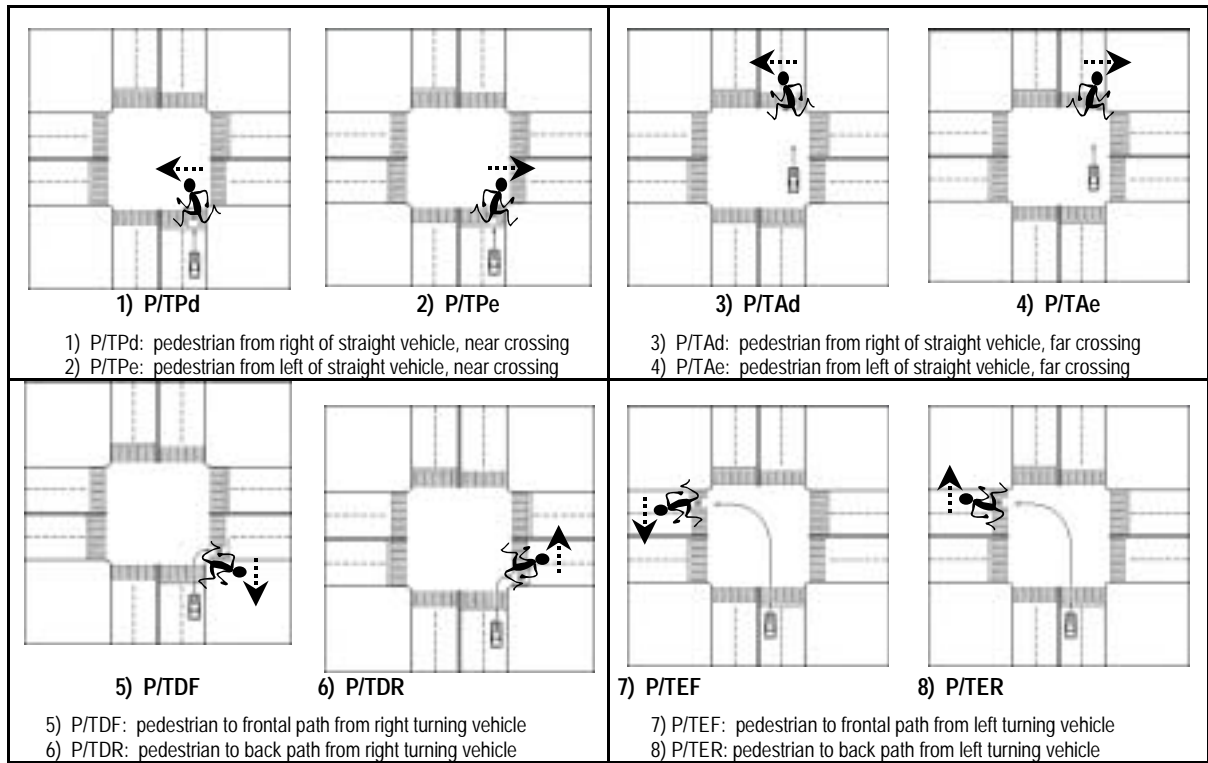 1) P/TPd
2) P/TPe
1) P/TPd: pedestrian from right of straight vehicle, near crossing
2) P/TPe: pedestrian from left of straight vehicle, near crossing
3) P/TAd
4) P/TAe
3) P/TAd: pedestrian from right of straight vehicle, far crossing
4) P/TAe: pedestrian from left of straight vehicle, far crossing
5) P/TDF
6) P/TDR
5) P/TDF: pedestrian to frontal path from right turning vehicle
6) P/TDR: pedestrian to back path from right turning vehicle
7) P/TEF
8) P/TER
7) P/TEF: pedestrian to frontal path from left turning vehicle
8) P/TER: pedestrian to back path from left turning vehicle